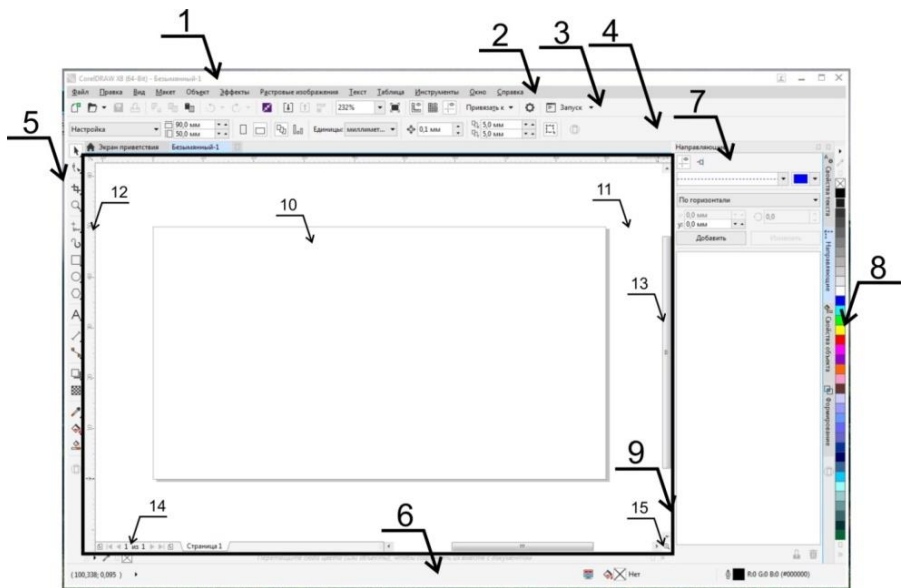 1
2
3
4
CorelDRAW X8 (64-Bit) - Безымянный-1
Файл Правка Вид Макет Объект Эффекты Растровые изображения Текст Таблица Инструменты Окно Справка
232% Привязать к Запуск
Настройка 90,0 мм 50,0 мм Единицы: миллимет... 0,1 мм 5,0 мм 5,0 мм
5
Экран приветствия Безымянный-1
Направляющие
7
12
10
11
По горизонтали
0,0 мм 0,0
y: 0,0 мм
Добавить
Свойства текста
Направляющие
Свойства объекта
Формирование
13
8
9
14
6
15
1 из 1 Страница 1
(100,338; 0,085)
Нет
R:0 G:0 B:0 (#000000)